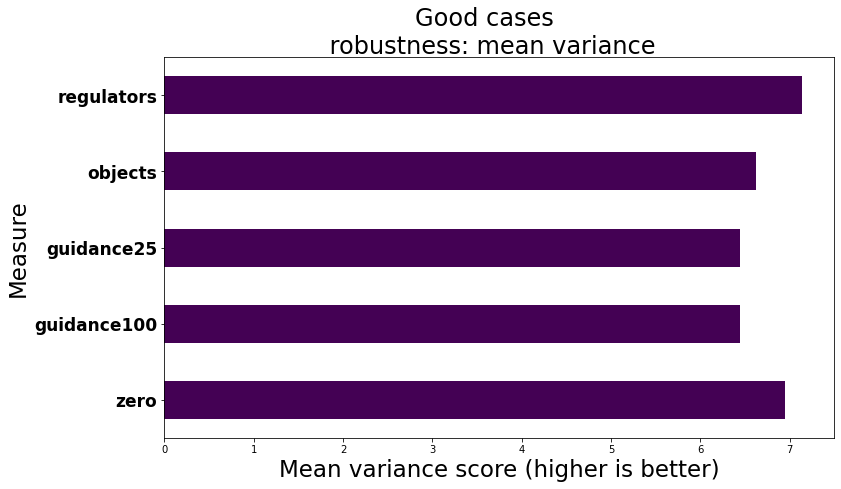 Good cases
robustness: mean variance
regulators
objects
guidance25
guidance100
zero
Measure
0 1 2 3 4 5 6 7
Mean variance score (higher is better)